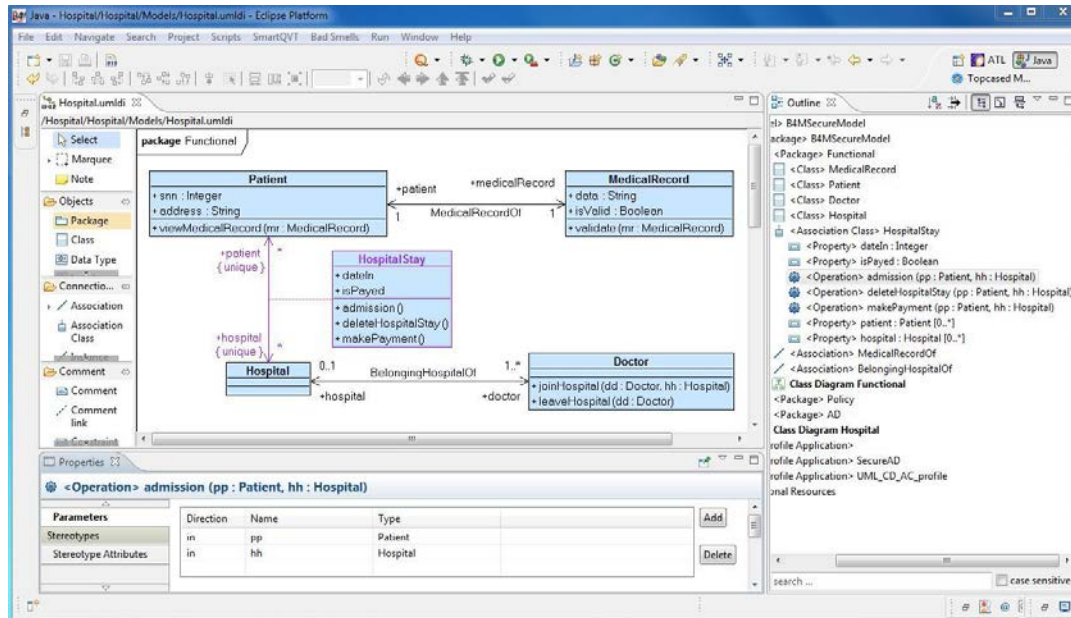 Java - Hospital/Hospital/Models/Hospital.umldi - Eclipse Platform
File Edit Navigate Search Project Scripts SmartQVT Bad Smells Run Window Help
ATL Java
Topcased M...
Hospital.umldi
/Hospital/Hospital/Models/Hospital.umldi
Select
Marquee
Note
Objects
Package
Class
Data Type
Connectio...
Association
Association
Class
Comment
Comment
Comment
link
package Functional
Patient
+ snn : Integer
+ address : String
+ viewMedicalRecord (mr : MedicalRecord)
+patient
+medicalRecord
1
MedicalRecordOf
1
MedicalRecord
+ data : String
+ isValid : Boolean
+ validate (mr : MedicalRecord)
+patient
{ unique }
*
HospitalStay
+ dateIn
+ isPayed
+ admission ()
+ deleteHospitalStay ()
+ makePayment ()
+hospital
{ unique }
*
Hospital
0..1
BelongingHospitalOf
1..*
+hospital
+doctor
Doctor
+ joinHospital (dd : Doctor, hh : Hospital)
+ leaveHospital (dd : Doctor)
Outline
el> B4MSecureModel
ackage> B4MSecureModel
<Package> Functional
<Class> MedicalRecord
<Class> Patient
<Class> Doctor
<Class> Hospital
<Association Class> HospitalStay
<Property> dateIn : Integer
<Property> isPayed : Boolean
<Operation> admission (pp : Patient, hh : Hospital)
<Operation> deleteHospitalStay (pp : Patient, hh : Hospital)
<Operation> makePayment (pp : Patient, hh : Hospital)
<Property> patient : Patient [0..*]
<Property> hospital : Hospital [0..*]
<Association> MedicalRecordOf
<Association> BelongingHospitalOf
Class Diagram Functional
<Package> Policy
<Package> AD
Class Diagram Hospital
rofile Application>
rofile Application> SecureAD
rofile Application> UML_CD_AC_profile
onal Resources
search ...
case sensitive
Properties
<Operation> admission (pp : Patient, hh : Hospital)
Parameters
Stereotypes
Stereotype Attributes
Direction Name Type
in pp Patient
in hh Hospital
Add
Delete